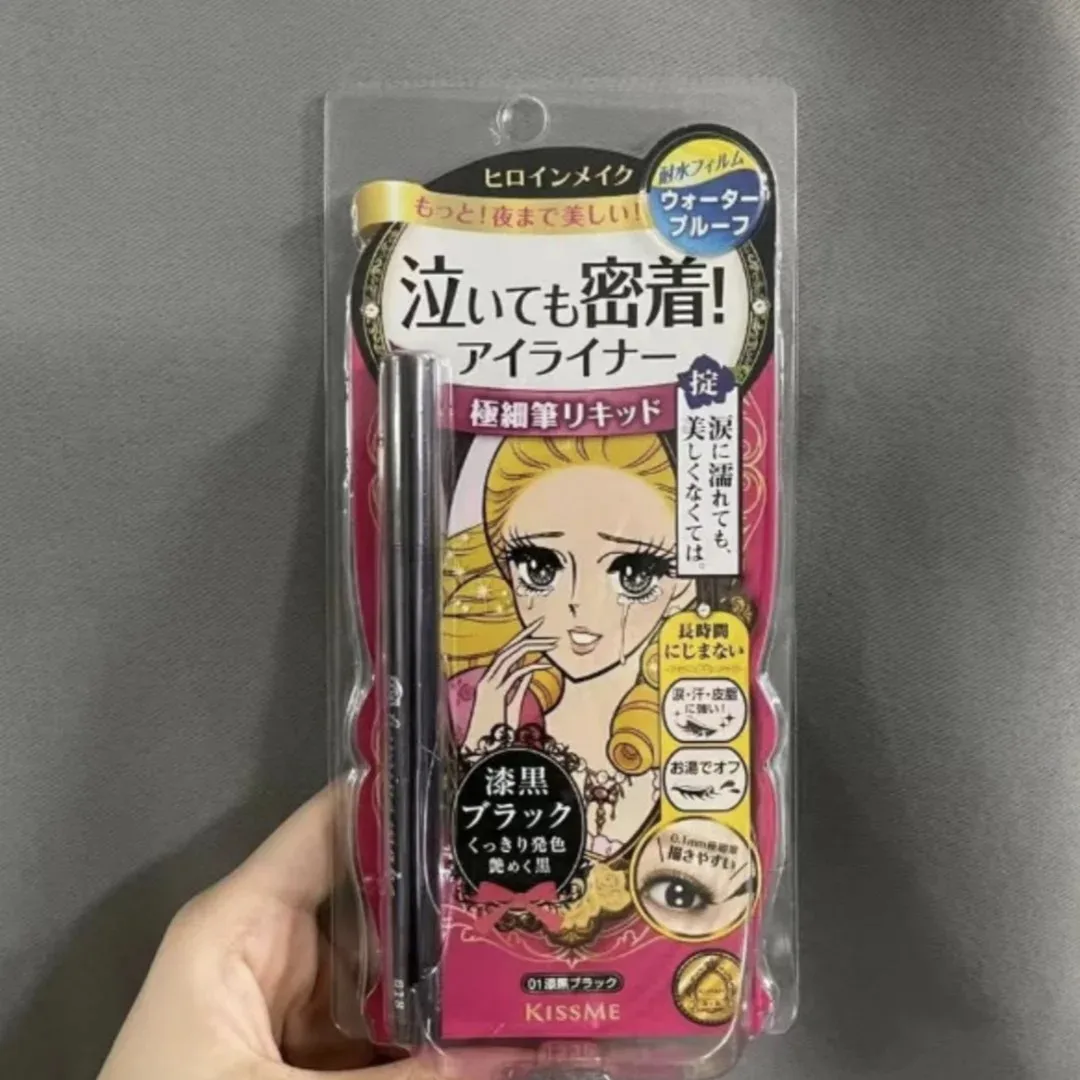 ヒロインメイク
耐水フィルム
ウォーター
プルーフ
もっと!夜まで美しい!
泣いても密着!
アイライナー
極細筆リキッド
掟
涙に濡れても、
美しくなくては。
長時間
にじまない
涙・汗・皮脂
に強い!
お湯でオフ
0.1mm極細筆
描きやすい
漆黒
ブラック
くっきり発色
艶めく黒
01漆黒ブラック
KISSME